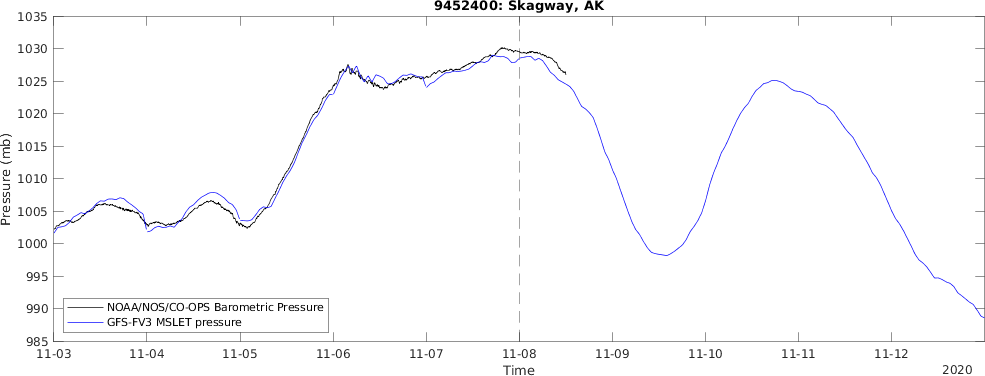 9452400: Skagway, AK
Pressure (mb)
1035
1030
1025
1020
1015
1010
1005
1000
995
990
985
NOAA/NOS/CO-OPS Barometric Pressure
GFS-FV3 MSLET pressure
11-03 11-04 11-05 11-06 11-07 11-08 11-09 11-10 11-11 11-12
Time
2020